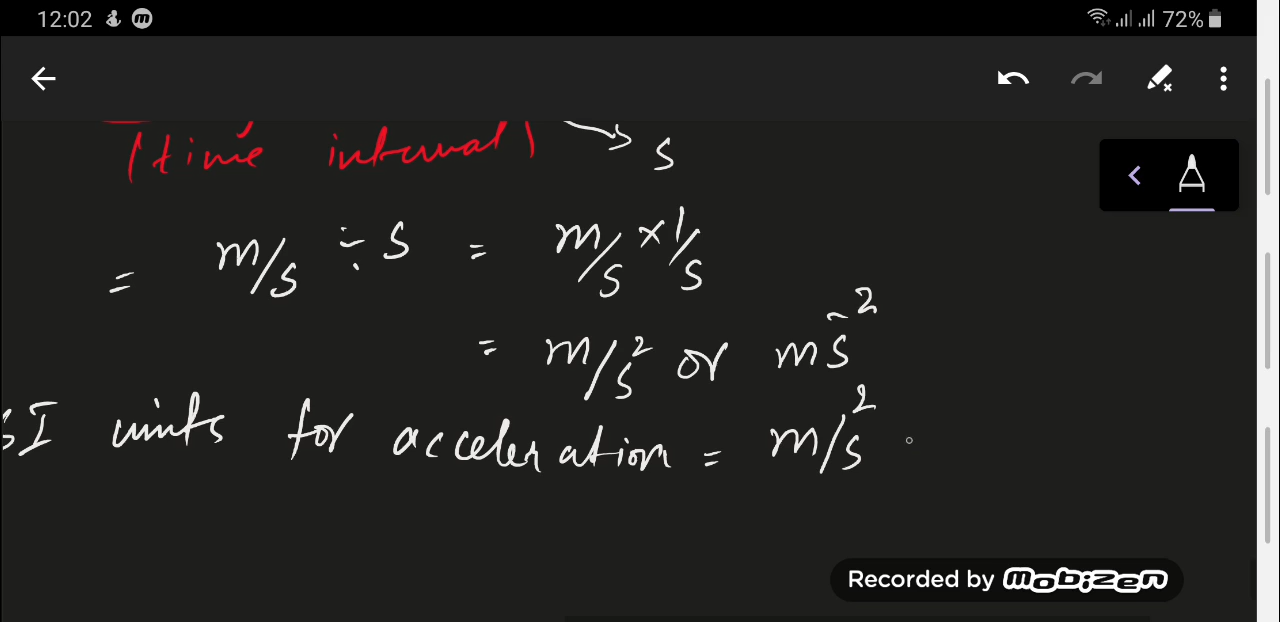 12:02 72%
(time interval) s
= m/s ÷ s = m/s × 1/s
= m/s² or ms⁻²
SI units for acceleration = m/s²
Recorded by mobizen